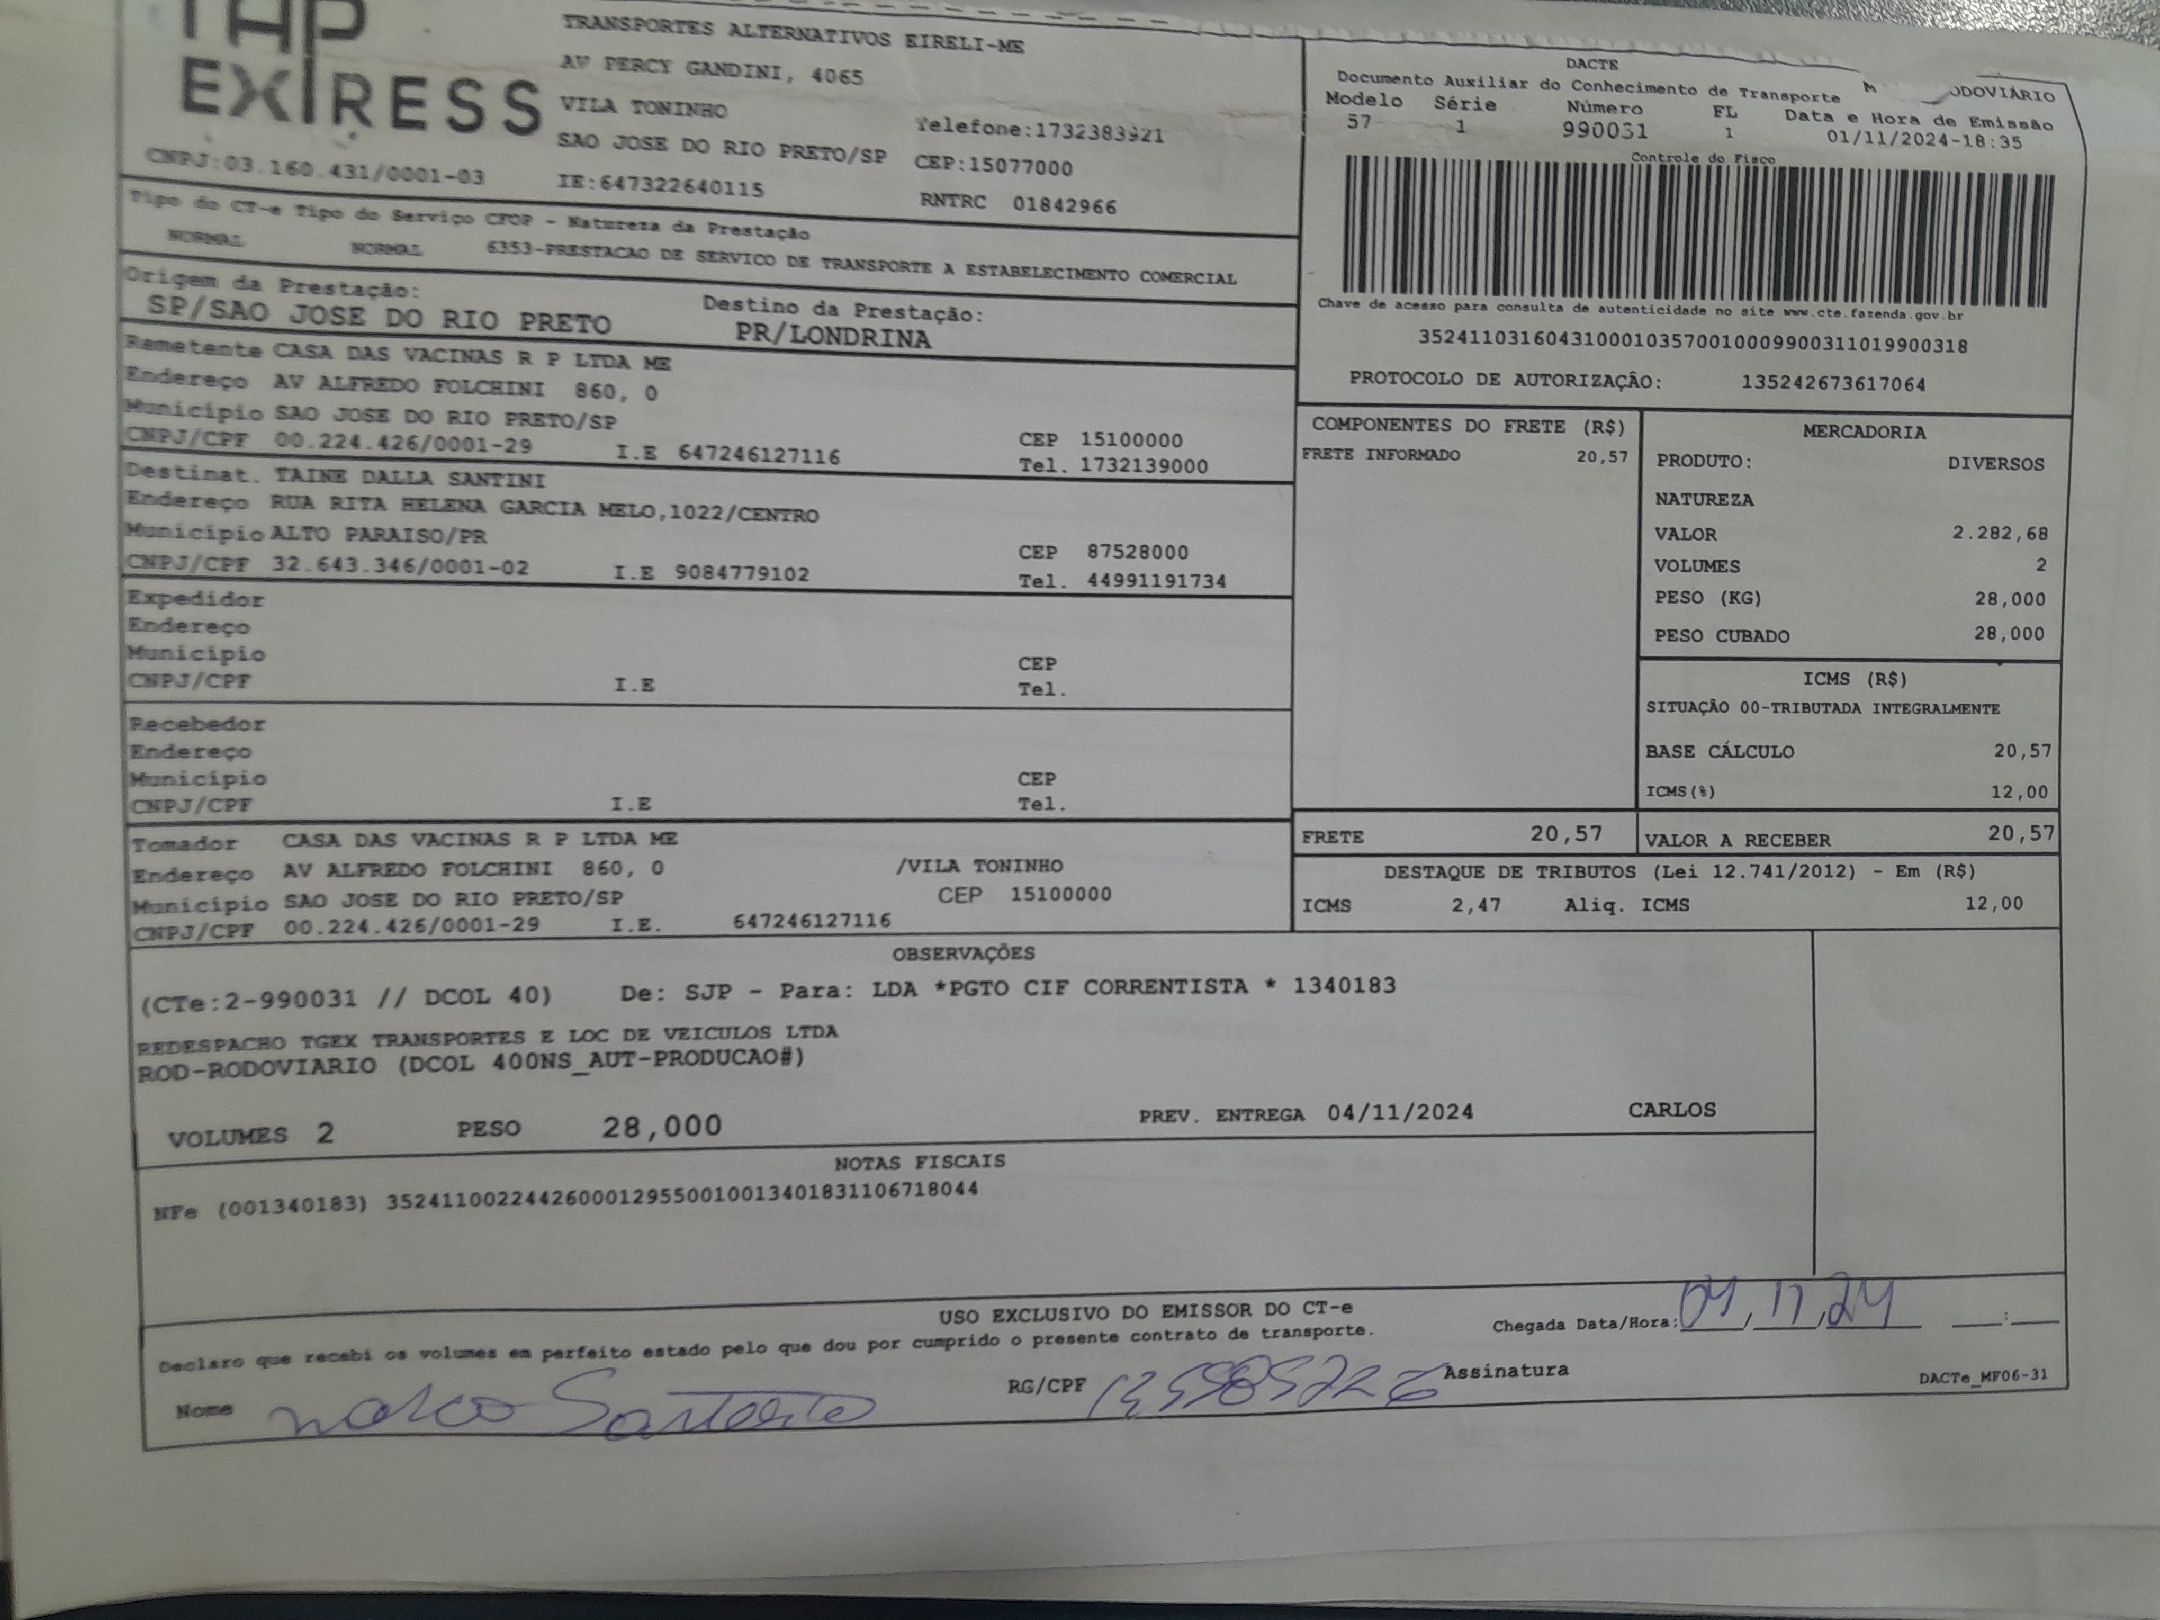 EXPRESS
TRANSPORTES ALTERNATIVOS EIRELI-ME
AV PERCY GANDINI, 4065
VILA TONINHO
Telefone:1732383921
SAO JOSE DO RIO PRETO/SP CEP:15077000
CNPJ:03.160.431/0001-03
IE:647322640115
RNTRC 01842966
DACTE
Documento Auxiliar do Conhecimento de Transporte
Modelo Série Número FL Data e Hora de Emissão
57 1 990031 1 01/11/2024-18:35
Controle do Fisco
Chave de acesso para consulta de autenticidade no site www.cte.fazenda.gov.br
35241103160431000103570010009900311019900318
PROTOCOLO DE AUTORIZAÇÂO: 135242673617064
Tipo do CT-e Tipo do Serviço CFOP - Natureza da Prestação
NORMAL NORMAL 6353-PRESTACAO DE SERVICO DE TRANSPORTE A ESTABELECIMENTO COMERCIAL
Origem da Prestação: Destino da Prestação:
SP/SAO JOSE DO RIO PRETO PR/LONDRINA
Remetente CASA DAS VACINAS R P LTDA ME
Endereço AV ALFREDO FOLCHINI 860, 0
Município SAO JOSE DO RIO PRETO/SP CEP 15100000
CNPJ/CPF 00.224.426/0001-29 I.E 647246127116 Tel. 1732139000
Destinat. TAINE DALLA SANTINI
Endereço RUA RITA HELENA GARCIA MELO,1022/CENTRO
Município ALTO PARAISO/PR CEP 87528000
CNPJ/CPF 32.643.346/0001-02 I.E 9084779102 Tel. 44991191734
Expedidor
Endereço
Município CEP
CNPJ/CPF I.E Tel.
Recebedor
Endereço
Município CEP
CNPJ/CPF I.E Tel.
Tomador CASA DAS VACINAS R P LTDA ME
Endereço AV ALFREDO FOLCHINI 860, 0 /VILA TONINHO
Município SAO JOSE DO RIO PRETO/SP CEP 15100000
CNPJ/CPF 00.224.426/0001-29 I.E. 647246127116
COMPONENTES DO FRETE (R$)
FRETE INFORMADO 20,57
MERCADORIA
PRODUTO: DIVERSOS
NATUREZA
VALOR 2.282,68
VOLUMES 2
PESO (KG) 28,000
PESO CUBADO 28,000
ICMS (R$)
SITUAÇÂO 00-TRIBUTADA INTEGRALMENTE
BASE CÁLCULO 20,57
ICMS(%) 12,00
FRETE 20,57 VALOR A RECEBER 20,57
DESTAQUE DE TRIBUTOS (Lei 12.741/2012) - Em (R$)
ICMS 2,47 Aliq. ICMS 12,00
OBSERVAÇÕES
(CTe:2-990031 // DCOL 40) De: SJP - Para: LDA *PGTO CIF CORRENTISTA * 1340183
REDESPACHO TGEX TRANSPORTES E LOC DE VEICULOS LTDA
ROD-RODOVIARIO (DCOL 400NS_AUT-PRODUCAO#)
VOLUMES 2 PESO 28,000 PREV. ENTREGA 04/11/2024 CARLOS
NOTAS FISCAIS
NFe (001340183) 35241100224426000129550010013401831106718044
USO EXCLUSIVO DO EMISSOR DO CT-e
Declaro que recebi os volumes em perfeito estado pelo que dou por cumprido o presente contrato de transporte.
Chegada Data/Hora: 04, 11, 24 :
Nome RG/CPF Assinatura
DACTe_MF06-31